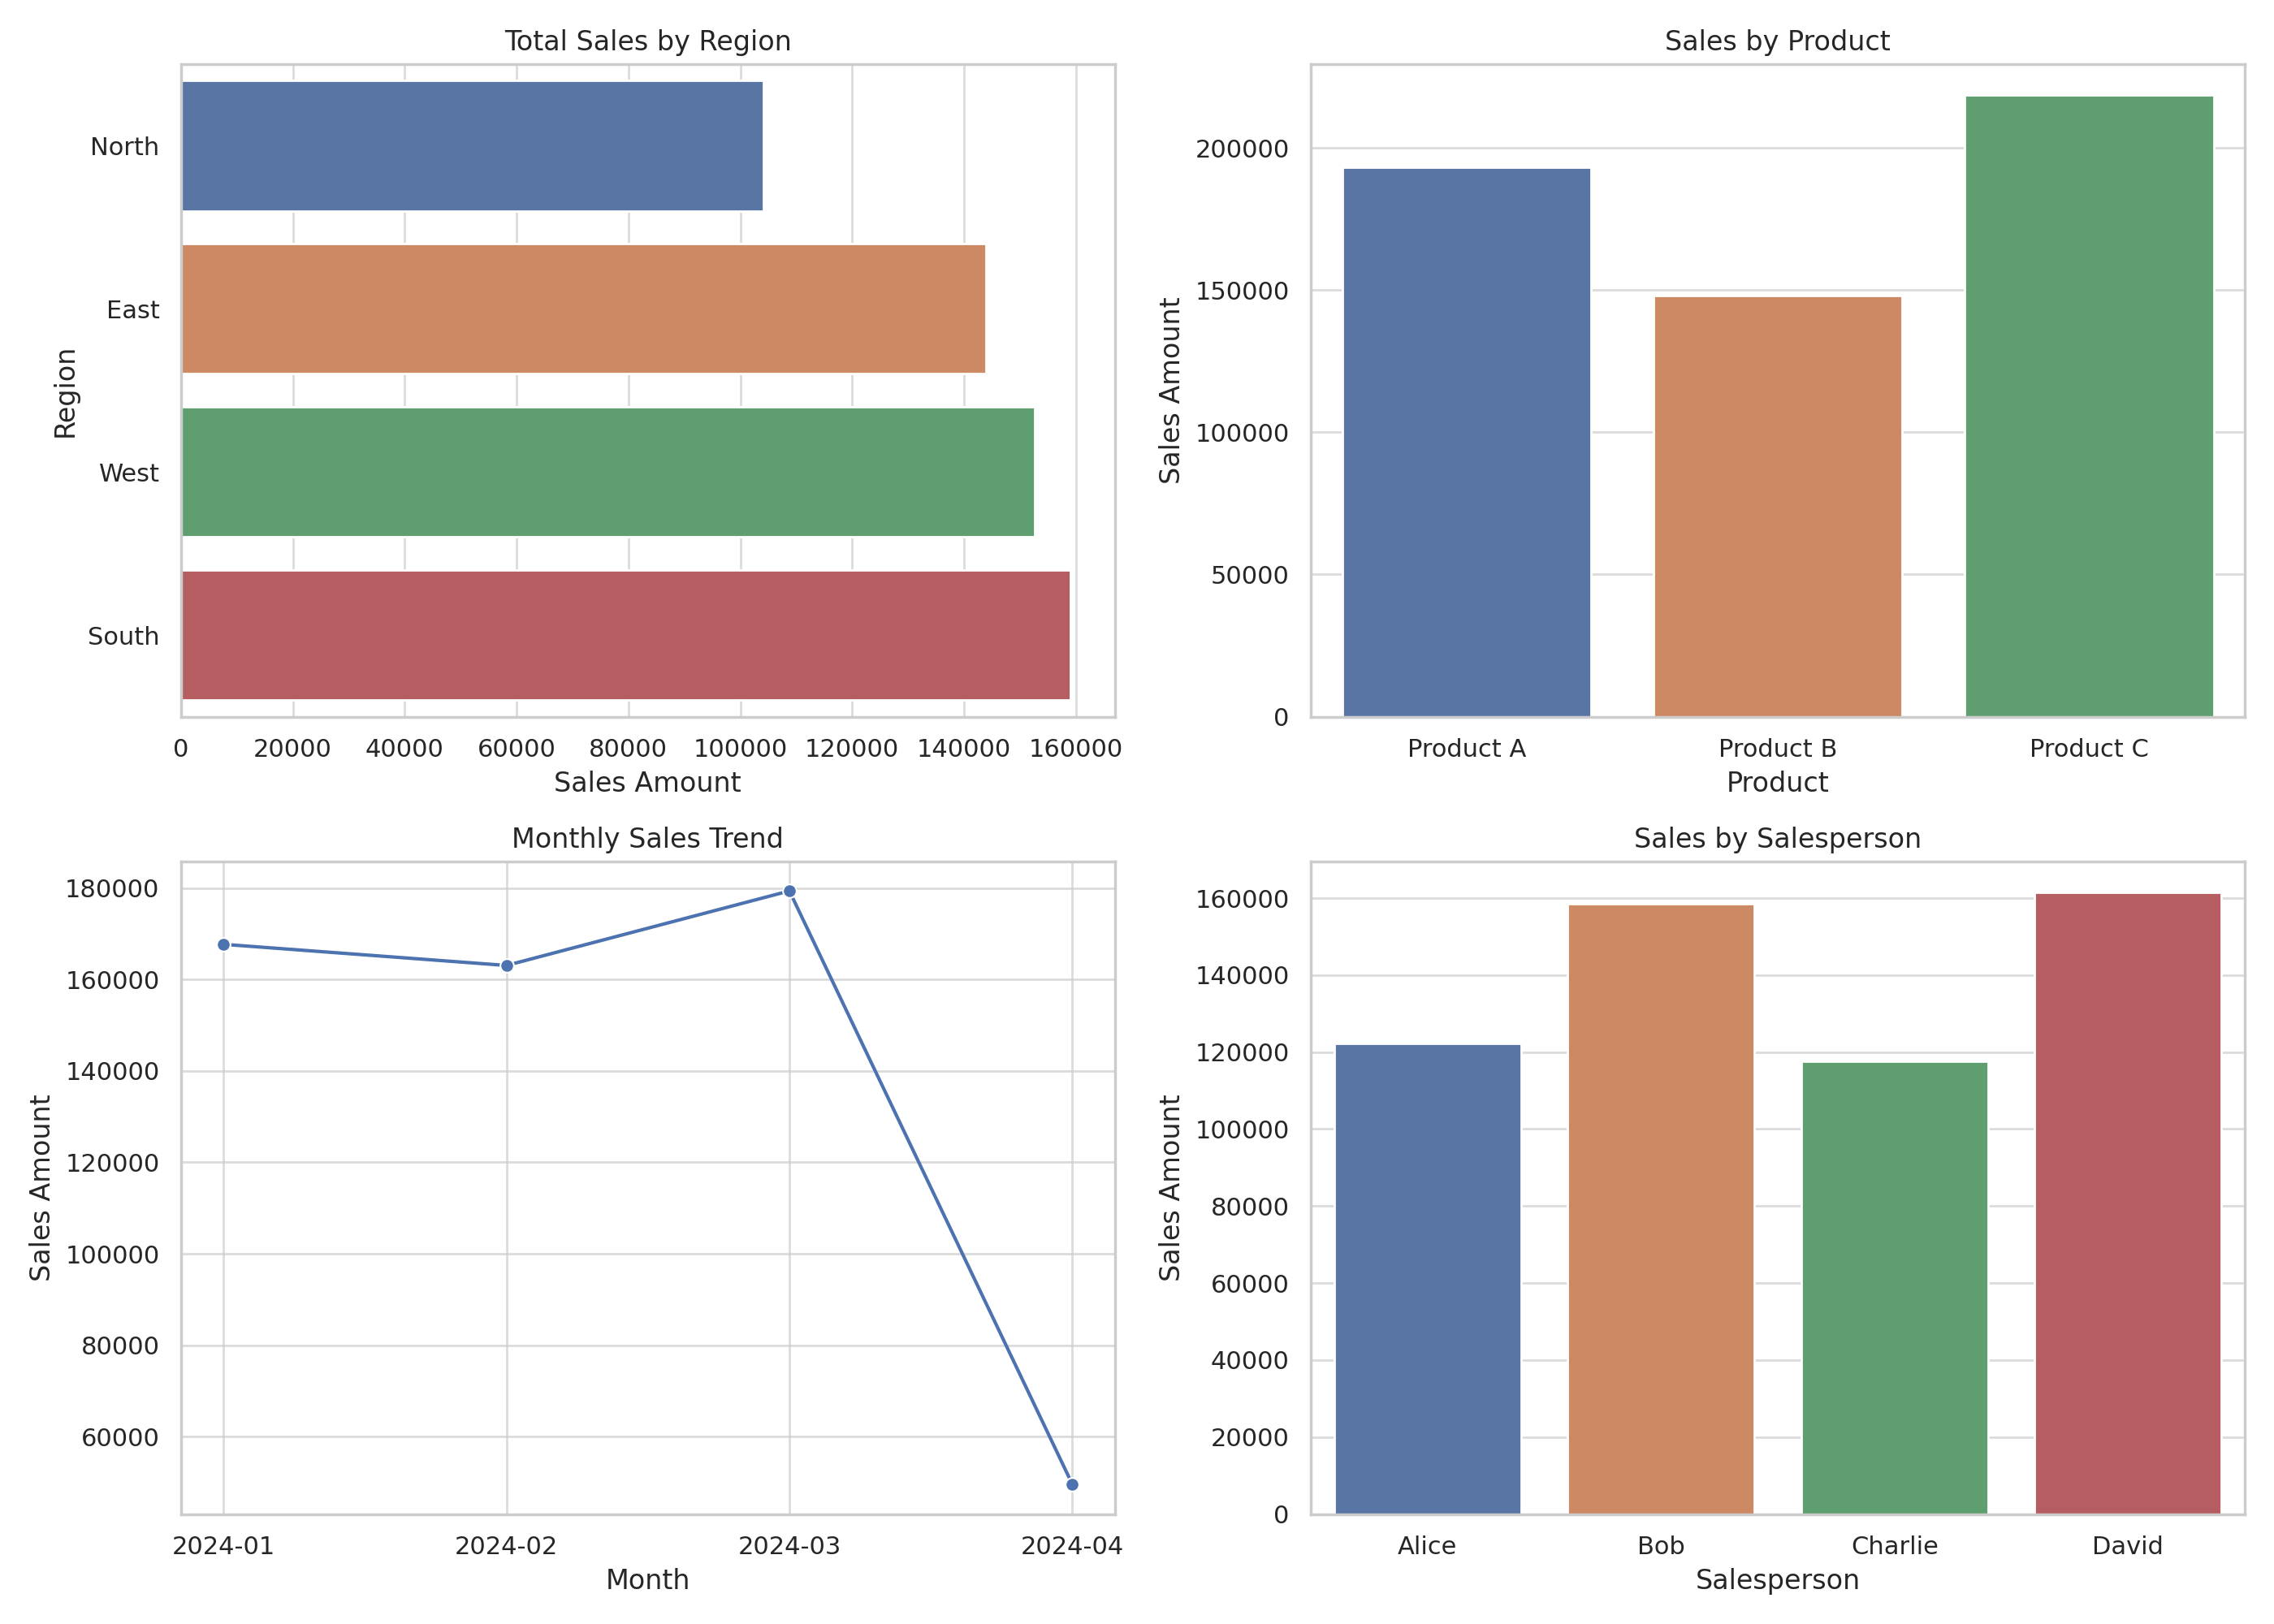 Total Sales by Region
North
East
West
South
Region
0 20000 40000 60000 80000 100000 120000 140000 160000
Sales Amount
Sales by Product
200000
150000
100000
50000
0
Sales Amount
Product A Product B Product C
Product
Monthly Sales Trend
180000
160000
140000
120000
100000
80000
60000
Sales Amount
2024-01 2024-02 2024-03 2024-04
Month
Sales by Salesperson
160000
140000
120000
100000
80000
60000
40000
20000
0
Sales Amount
Alice Bob Charlie David
Salesperson